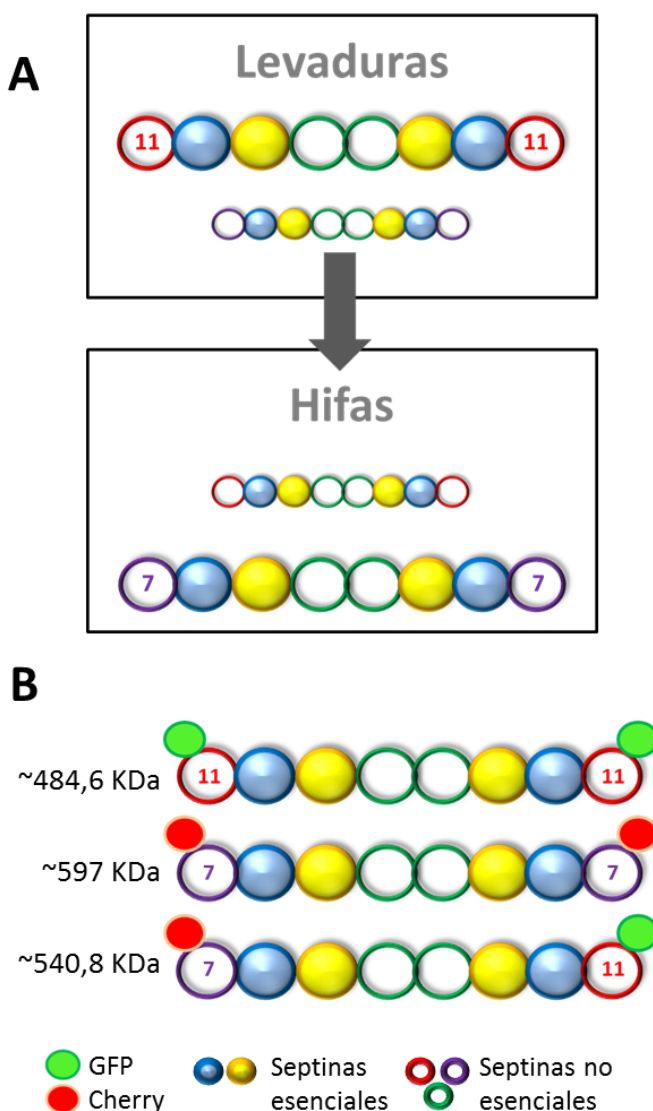 A
Levaduras
11 11
Hifas
7 7
B
~484,6 KDa 11 11
~597 KDa 7 7
~540,8 KDa 7 11
GFP
Cherry
Septinas
esenciales
Septinas no
esenciales